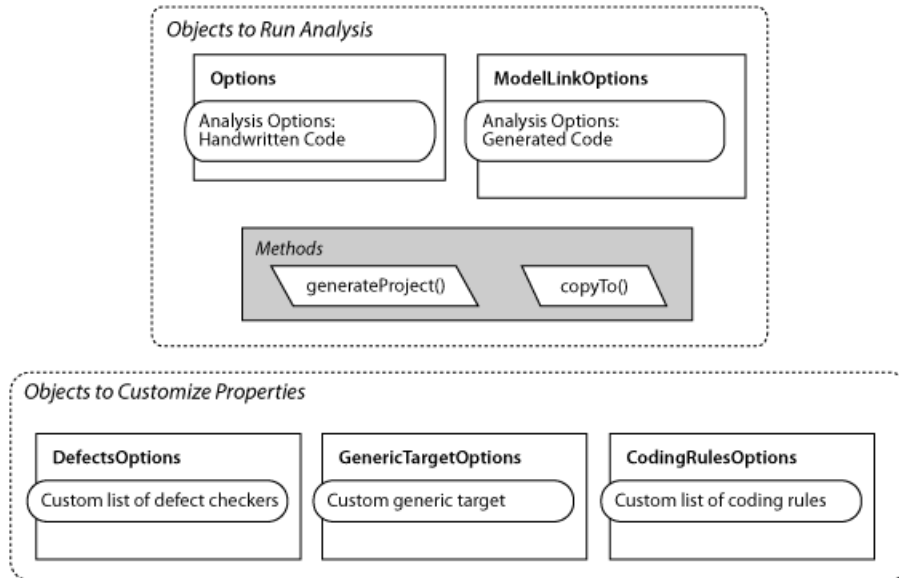 Objects to Run Analysis
Options
Analysis Options:
Handwritten Code
ModelLinkOptions
Analysis Options:
Generated Code
Methods
generateProject()
copyTo()
Objects to Customize Properties
DefectsOptions
Custom list of defect checkers
GenericTargetOptions
Custom generic target
CodingRulesOptions
Custom list of coding rules